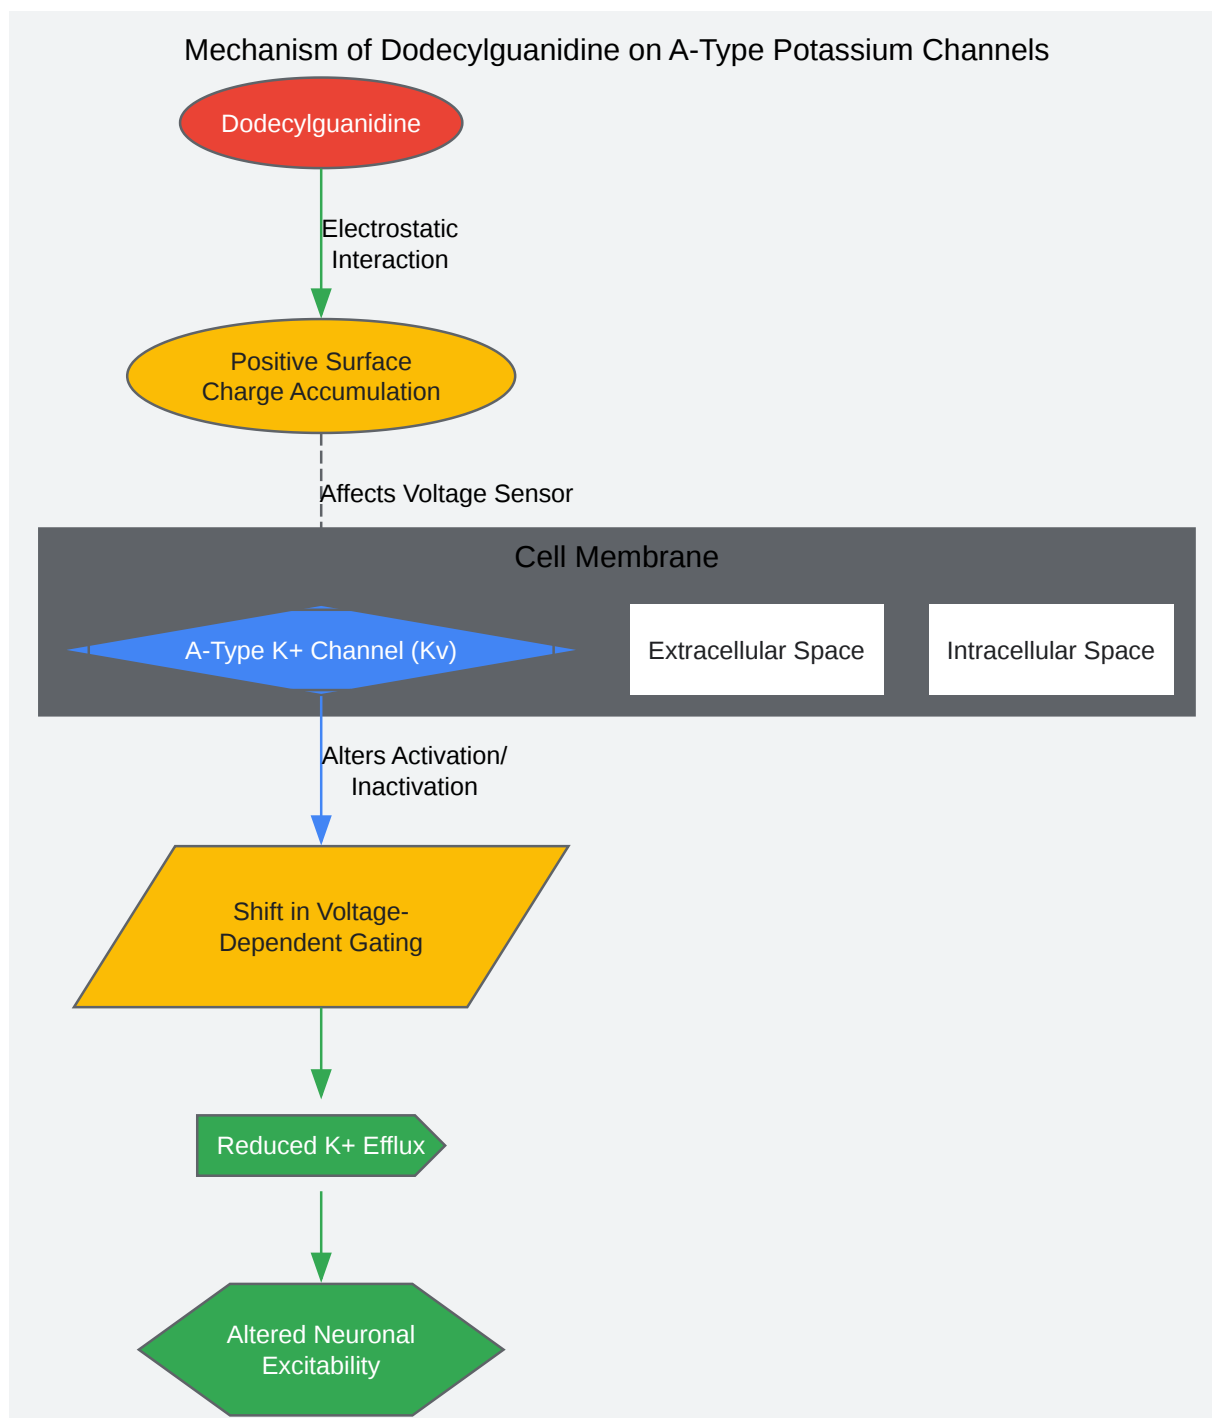 Mechanism of Dodecylguanidine on A-Type Potassium Channels
Dodecylguanidine
Electrostatic
Interaction
Positive Surface
Charge Accumulation
Affects Voltage Sensor
Cell Membrane
A-Type K+ Channel (Kv)
Extracellular Space
Intracellular Space
Alters Activation/
Inactivation
Shift in Voltage-
Dependent Gating
Reduced K+ Efflux
Altered Neuronal
Excitability